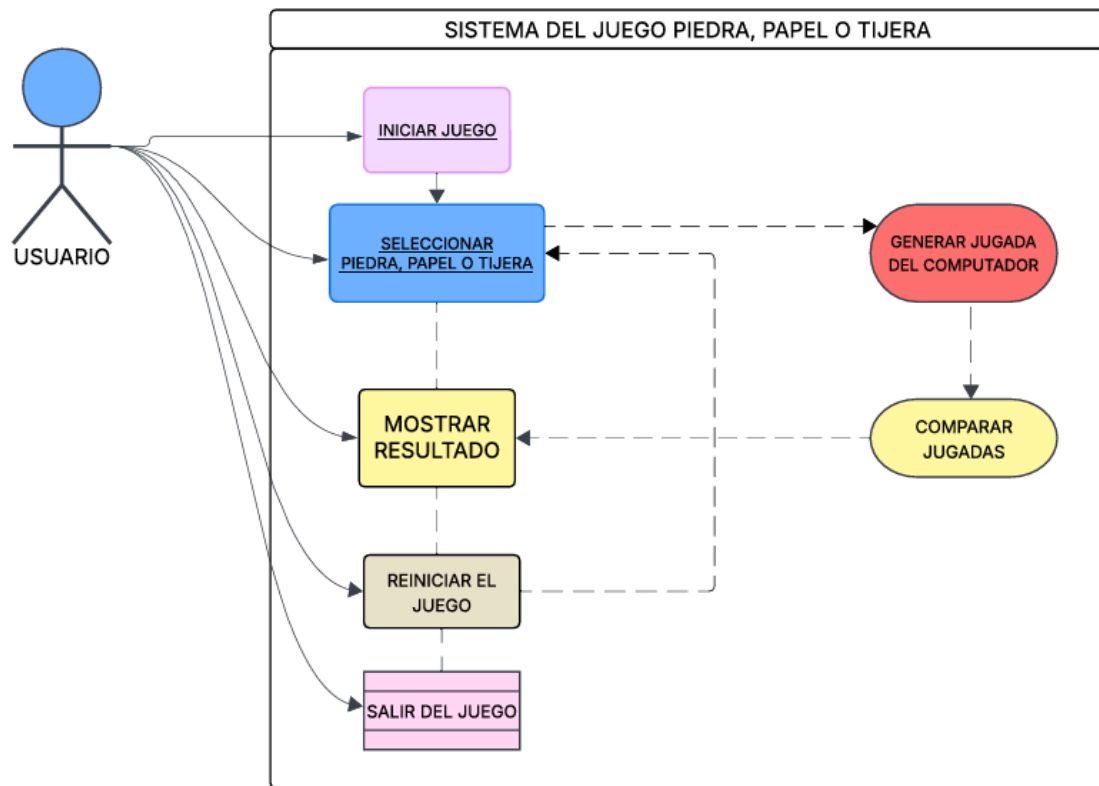 SISTEMA DEL JUEGO PIEDRA, PAPEL O TIJERA
USUARIO
INICIAR JUEGO
SELECCIONAR
PIEDRA, PAPEL O TIJERA
GENERAR JUGADA
DEL COMPUTADOR
MOSTRAR
RESULTADO
COMPARAR
JUGADAS
REINICIAR EL
JUEGO
SALIR DEL JUEGO